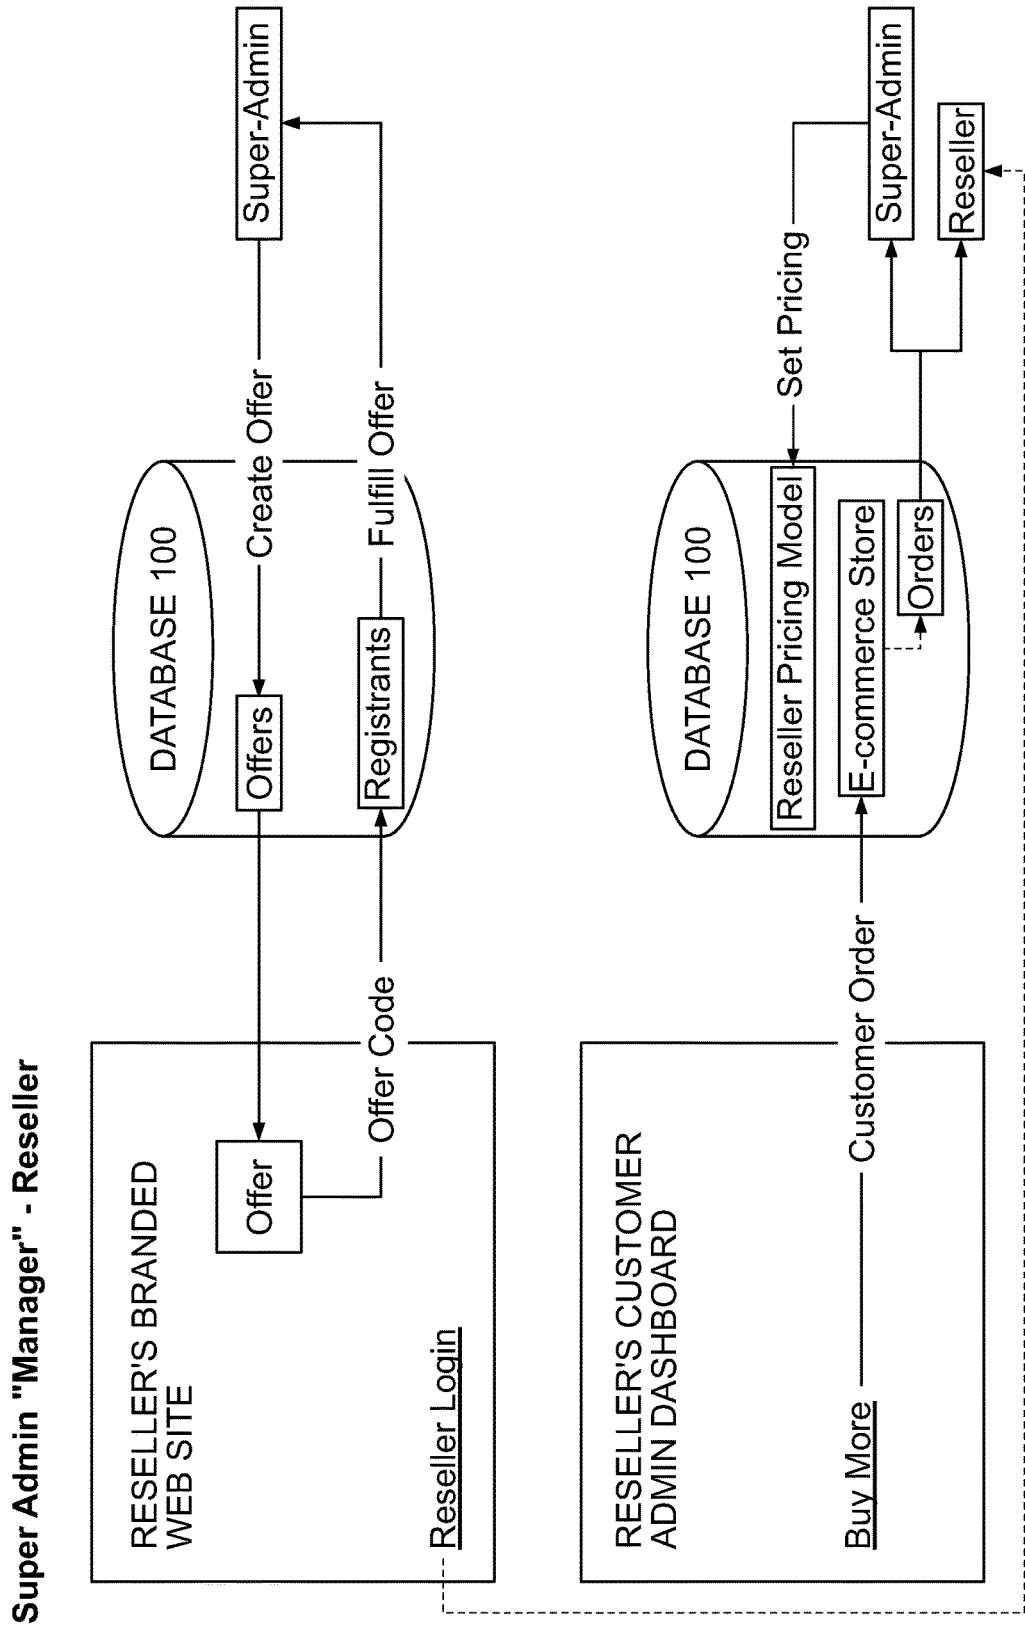 Super Admin "Manager" - Reseller
RESELLER'S BRANDED
WEB SITE
Offer
Offer Code
Reseller Login
DATABASE 100
Offers
Registrants
Create Offer
Fulfill Offer
Super-Admin
RESELLER'S CUSTOMER
ADMIN DASHBOARD
Buy More
Customer Order
DATABASE 100
Reseller Pricing Model
E-commerce Store
Orders
Set Pricing
Super-Admin
Reseller